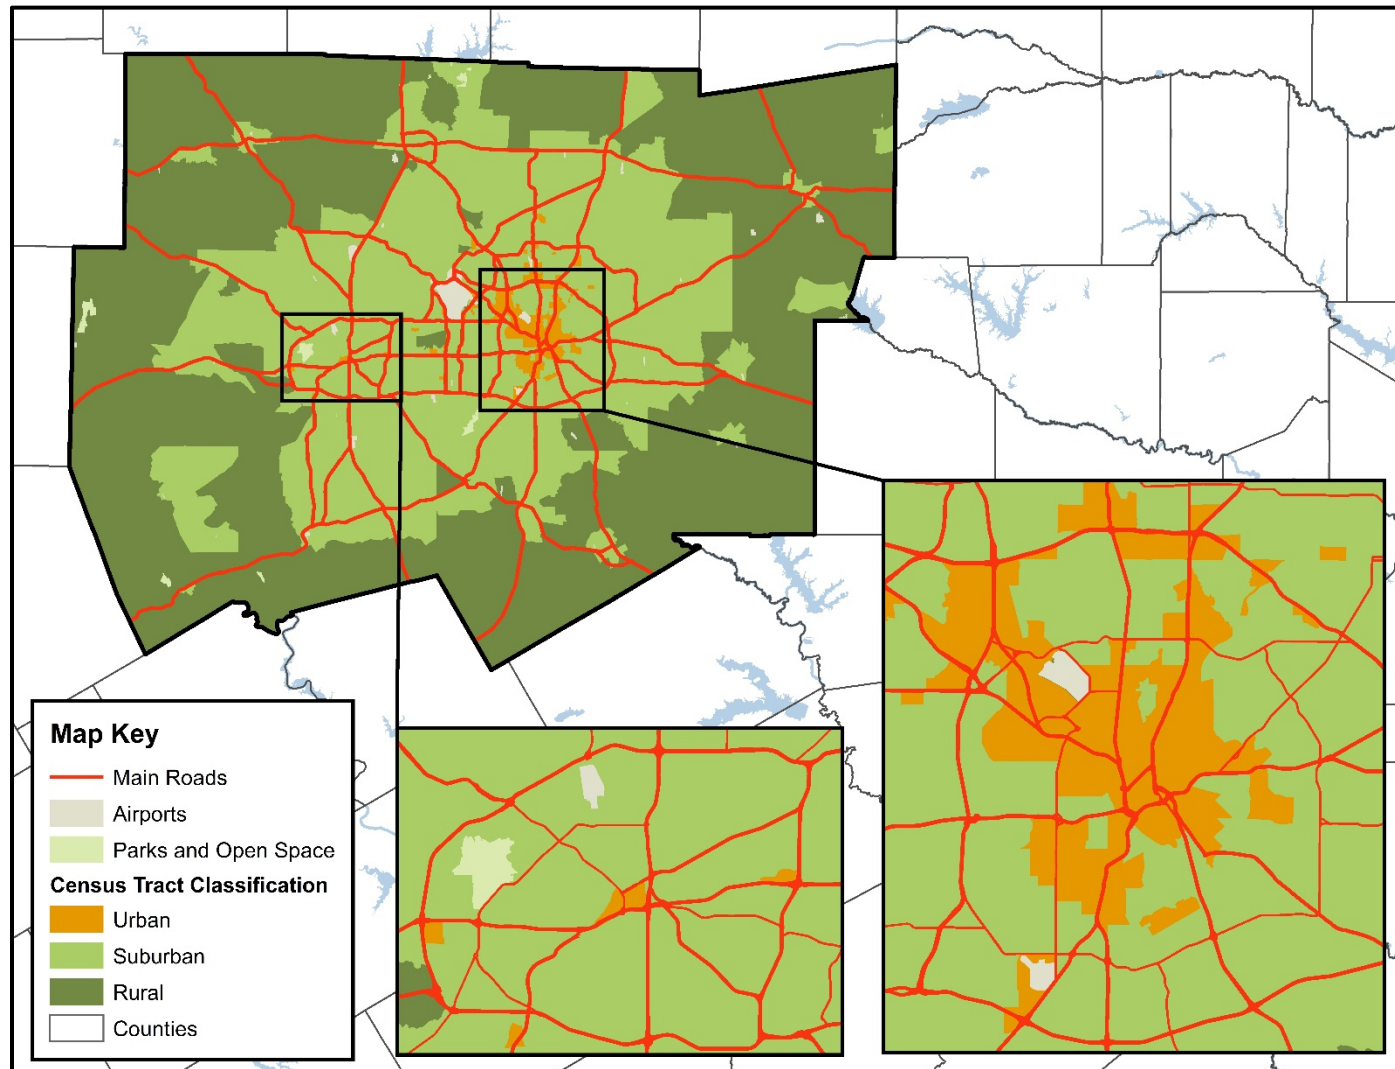 Map Key
Main Roads
Airports
Parks and Open Space
Census Tract Classification
Urban
Suburban
Rural
Counties